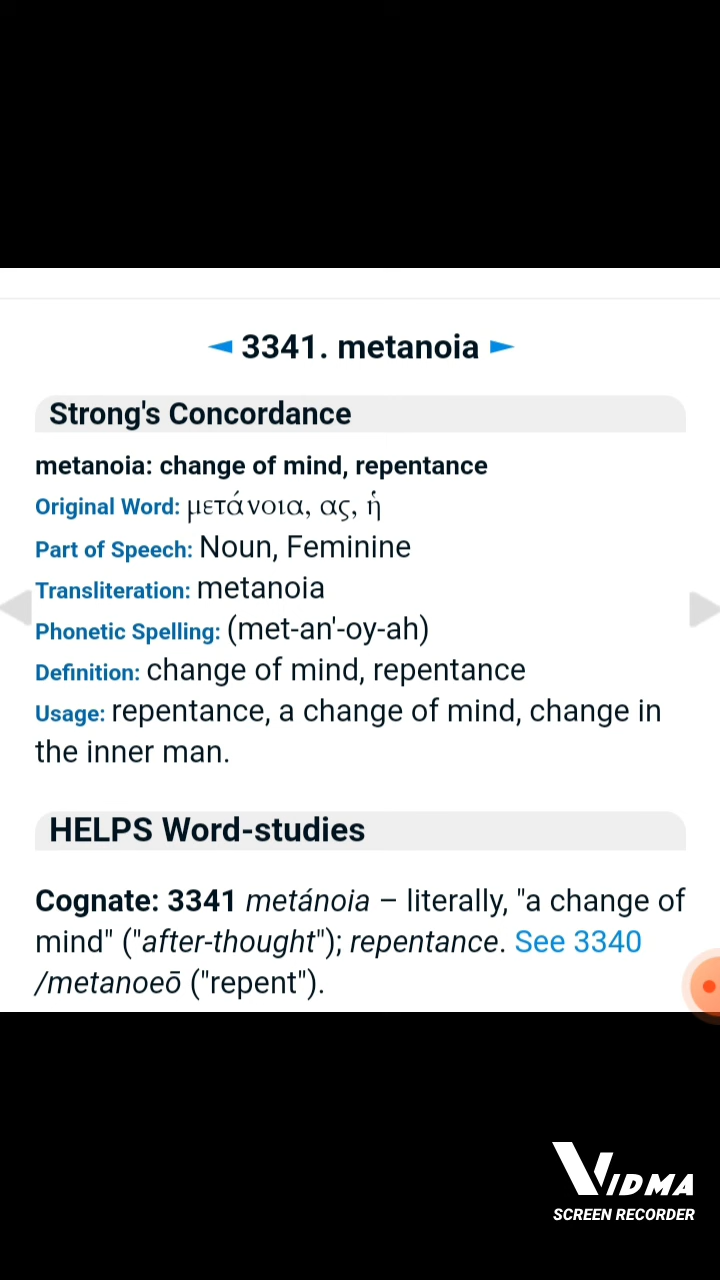 ◄ 3341. metanoia ►
Strong's Concordance
metanoia: change of mind, repentance
Original Word: μετάνοια, ας, ἡ
Part of Speech: Noun, Feminine
Transliteration: metanoia
Phonetic Spelling: (met-an'-oy-ah)
Definition: change of mind, repentance
Usage: repentance, a change of mind, change in
the inner man.
HELPS Word-studies
Cognate: 3341 metánoia – literally, "a change of
mind" ("after-thought"); repentance. See 3340
/metanoeō ("repent").
VIDMA
SCREEN RECORDER